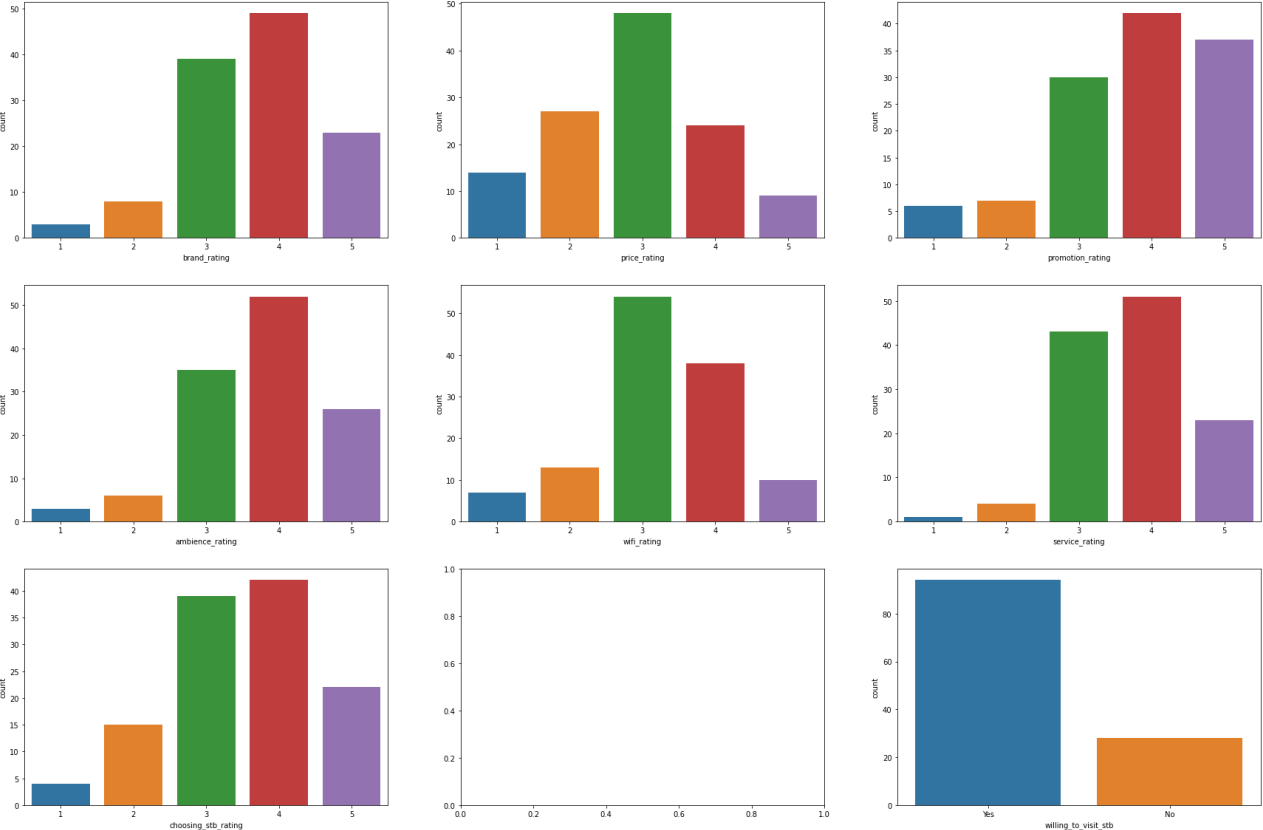 50
40
30
20
10
0
count
1 2 3 4 5
brand_rating
50
40
30
20
10
0
count
1 2 3 4 5
price_rating
40
35
30
25
20
15
10
5
0
count
1 2 3 4 5
promotion_rating
50
40
30
20
10
0
count
1 2 3 4 5
ambience_rating
50
40
30
20
10
0
count
1 2 3 4 5
wifi_rating
50
40
30
20
10
0
count
1 2 3 4 5
service_rating
40
35
30
25
20
15
10
5
0
count
1 2 3 4 5
choosing_stb_rating
1.0
0.8
0.6
0.4
0.2
0.0
0.0 0.2 0.4 0.6 0.8 1.0
80
60
40
20
0
count
Yes No
willing_to_visit_stb